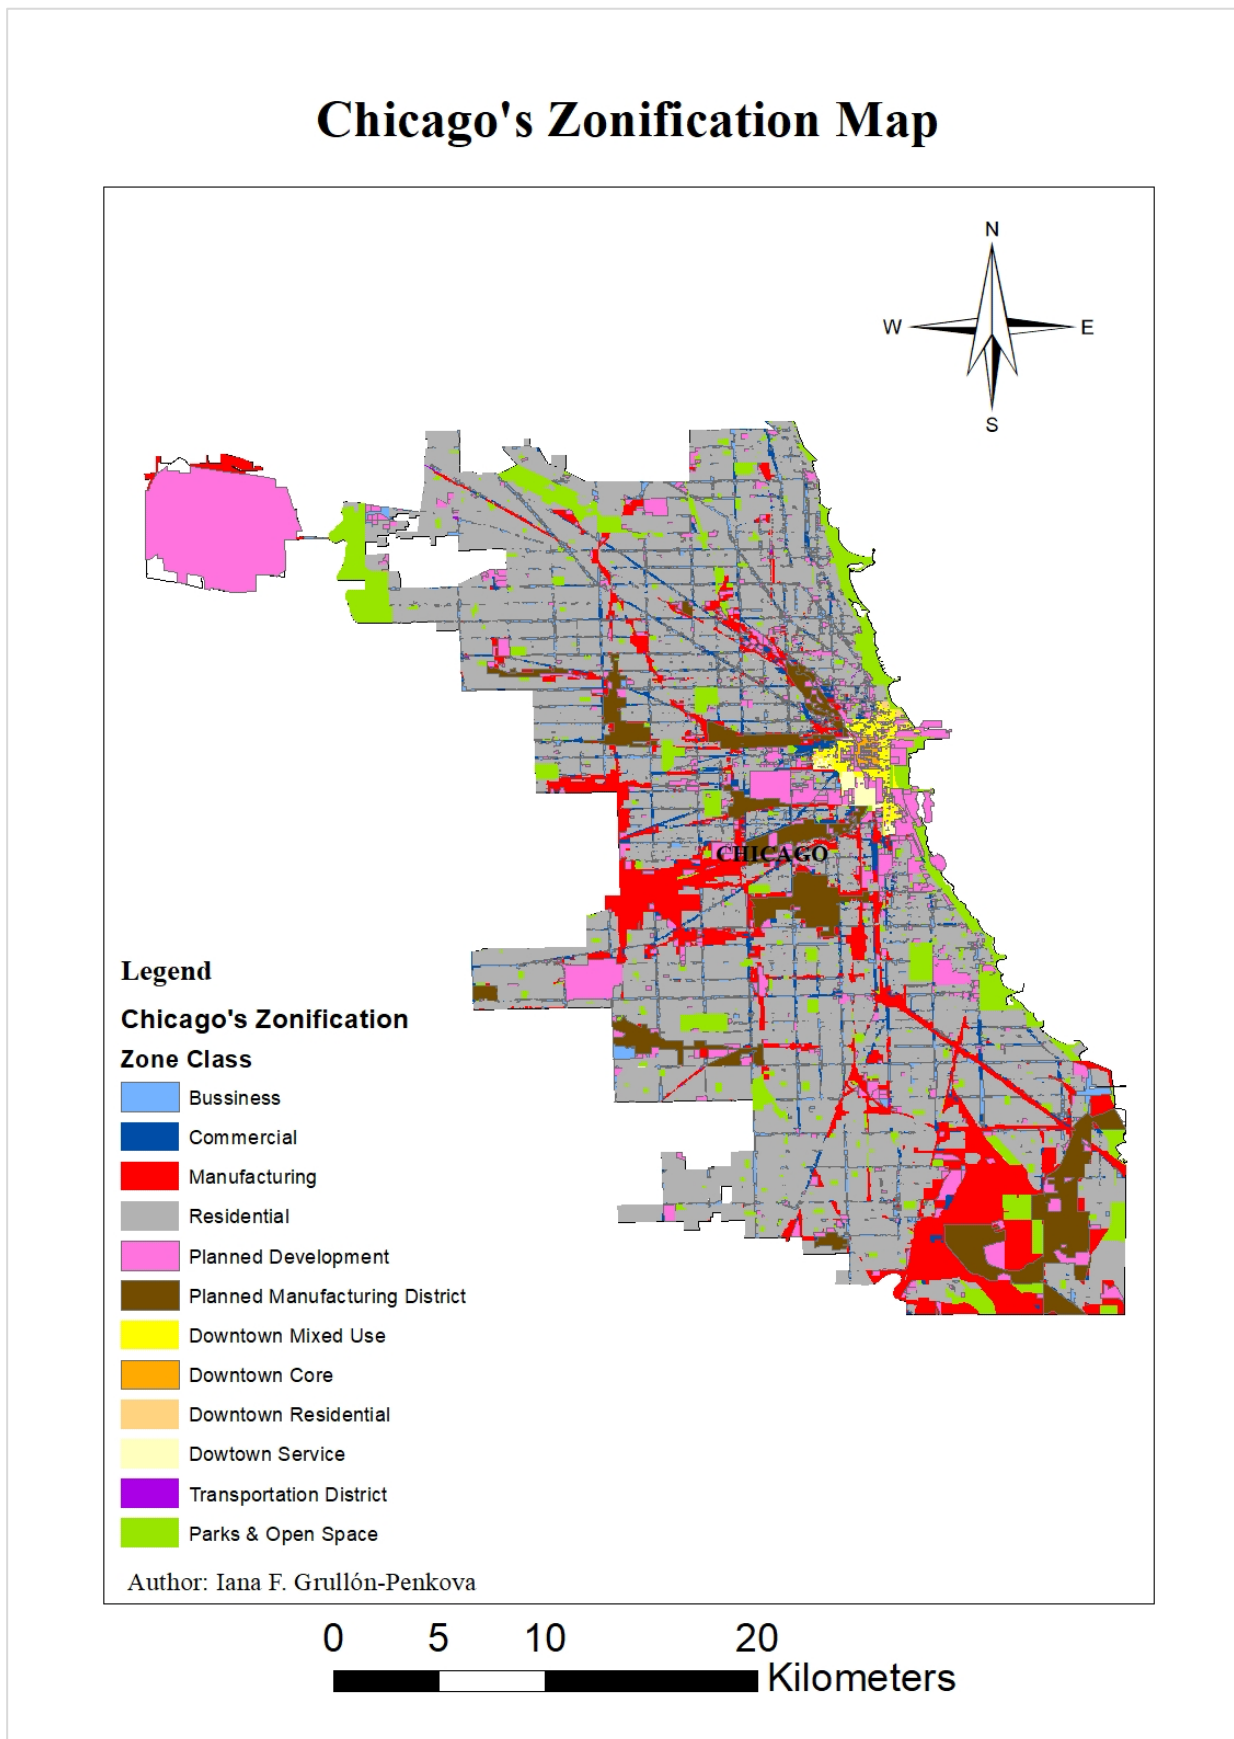 Chicago's Zonification Map
N
W E
S
CHICAGO
Legend
Chicago's Zonification
Zone Class
Bussiness
Commercial
Manufacturing
Residential
Planned Development
Planned Manufacturing District
Downtown Mixed Use
Downtown Core
Downtown Residential
Dowtown Service
Transportation District
Parks & Open Space
Author: Iana F. Grullón-Penkova
0 5 10 20
Kilometers